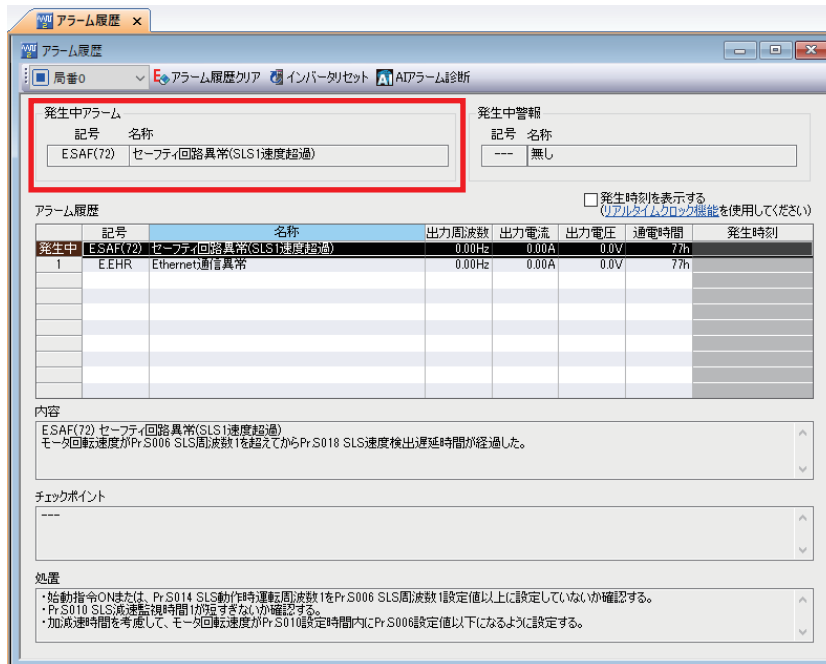 アラーム履歴 ×
アラーム履歴
局番0 アラーム履歴クリア インバータリセット AIアラーム診断
発生中アラーム
記号 名称
E.SAF(72) セーフティ回路異常(SLS1速度超過)
発生中警報
記号 名称
--- 無し
発生時刻を表示する
(リアルタイムクロック機能を使用してください)
アラーム履歴
記号 名称 出力周波数 出力電流 出力電圧 通電時間 発生時刻
発生中 E.SAF(72) セーフティ回路異常(SLS1速度超過) 0.00Hz 0.00A 0.0V 77h
1 E.EHR Ethernet通信異常 0.00Hz 0.00A 0.0V 77h
内容
E.SAF(72) セーフティ回路異常(SLS1速度超過)
モータ回転速度がPr.S006 SLS周波数1を超えてからPr.S018 SLS速度検出遅延時間が経過した。
チェックポイント
---
処置
・始動指令ONまたは、Pr.S014 SLS動作時運転周波数1をPr.S006 SLS周波数1設定値以上に設定していないか確認する。
・Pr.S010 SLS減速監視時間1が短すぎないか確認する。
・加減速時間を考慮して、モータ回転速度がPr.S010設定時間内にPr.S006設定値以下になるように設定する。